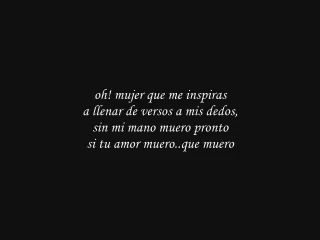 oh! mujer que me inspiras
a llenar de versos a mis dedos,
sin mi mano muero pronto
si tu amor muero..que muero